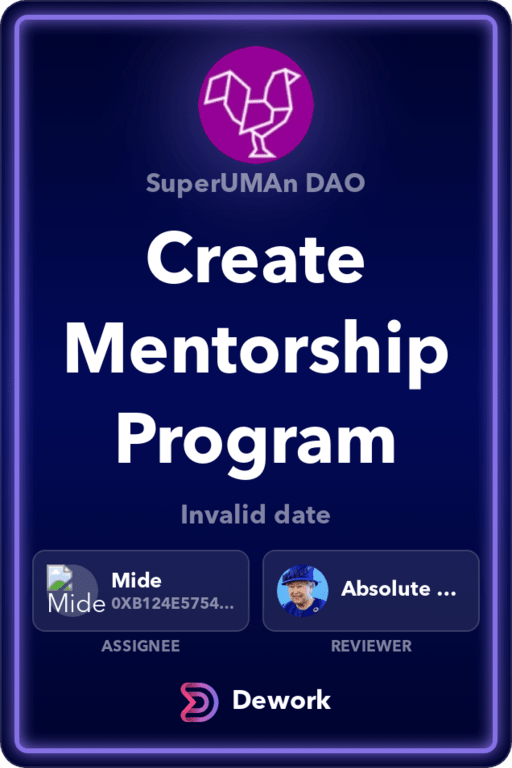 SuperUMAn DAO
Create
Mentorship
Program
Invalid date
Mide
Mide
0XB124E5754...
Absolute ...
ASSIGNEE
REVIEWER
Dework